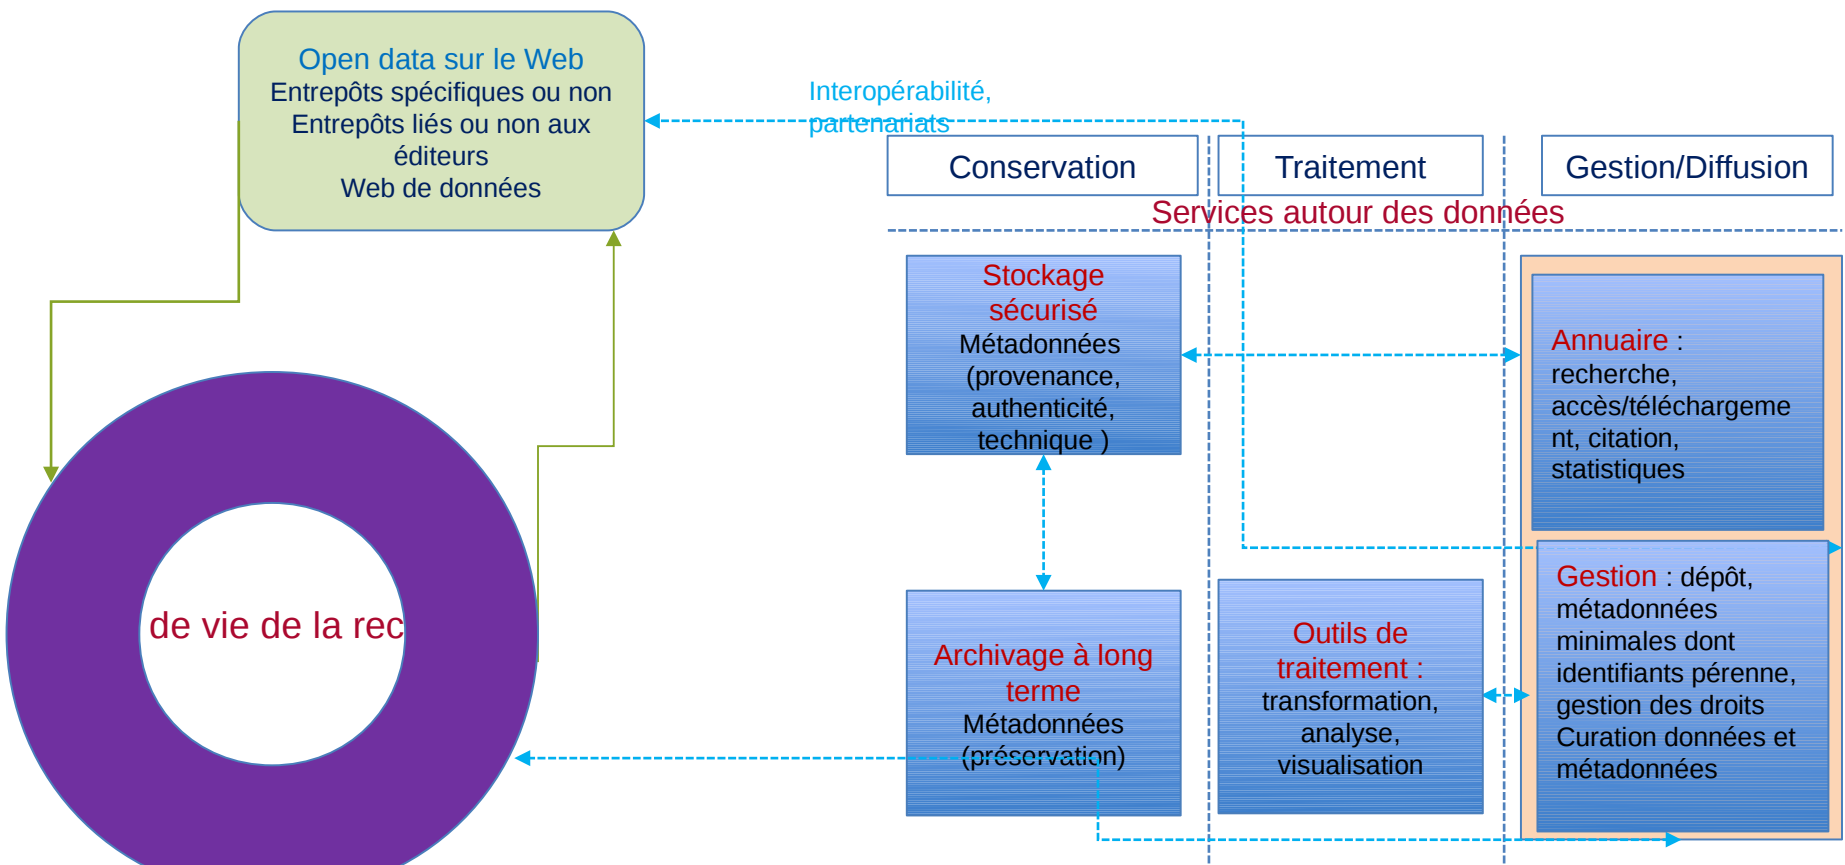 Open data sur le Web
Entrepôts spécifiques ou non
Entrepôts liés ou non aux
éditeurs
Web de données
Interopérabilité,
partenariats
Conservation
Traitement
Gestion/Diffusion
Services autour des données
Stockage
sécurisé
Métadonnées
(provenance,
authenticité,
technique )
Annuaire :
recherche,
accès/téléchargeme
nt, citation,
statistiques
de vie de la rec
Archivage à long
terme
Métadonnées
(préservation)
Outils de
traitement :
transformation,
analyse,
visualisation
Gestion : dépôt,
métadonnées
minimales dont
identifiants pérenne,
gestion des droits
Curation données et
métadonnées